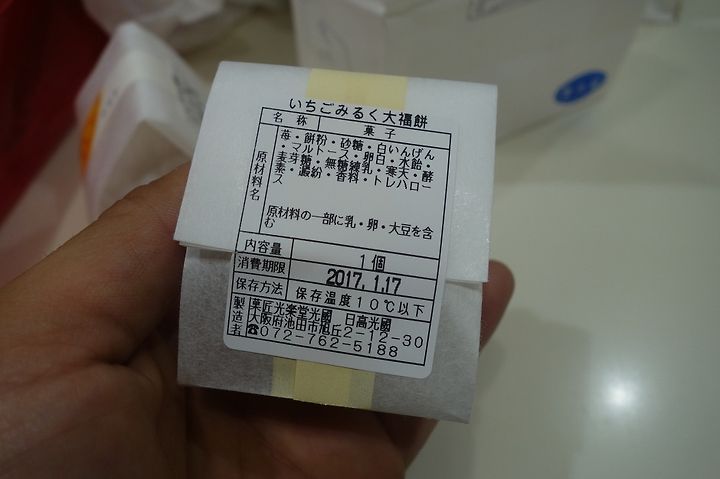 いちごみるく大福餅
名称 菓子
原材料名 苺・餅粉・砂糖・白いんげん
・マルトース・卵白・水飴・
麦芽糖・無糖練乳・寒天・酵
素・澱粉・香料・トレハロー
ス
原材料の一部に乳・卵・大豆を含
む
内容量 1個
消費期限 2017.1.17
保存方法 保存温度10℃以下
製造者 菓匠光楽堂光國 日高光國
大阪府池田市旭丘2-12-30
☎072-762-5188